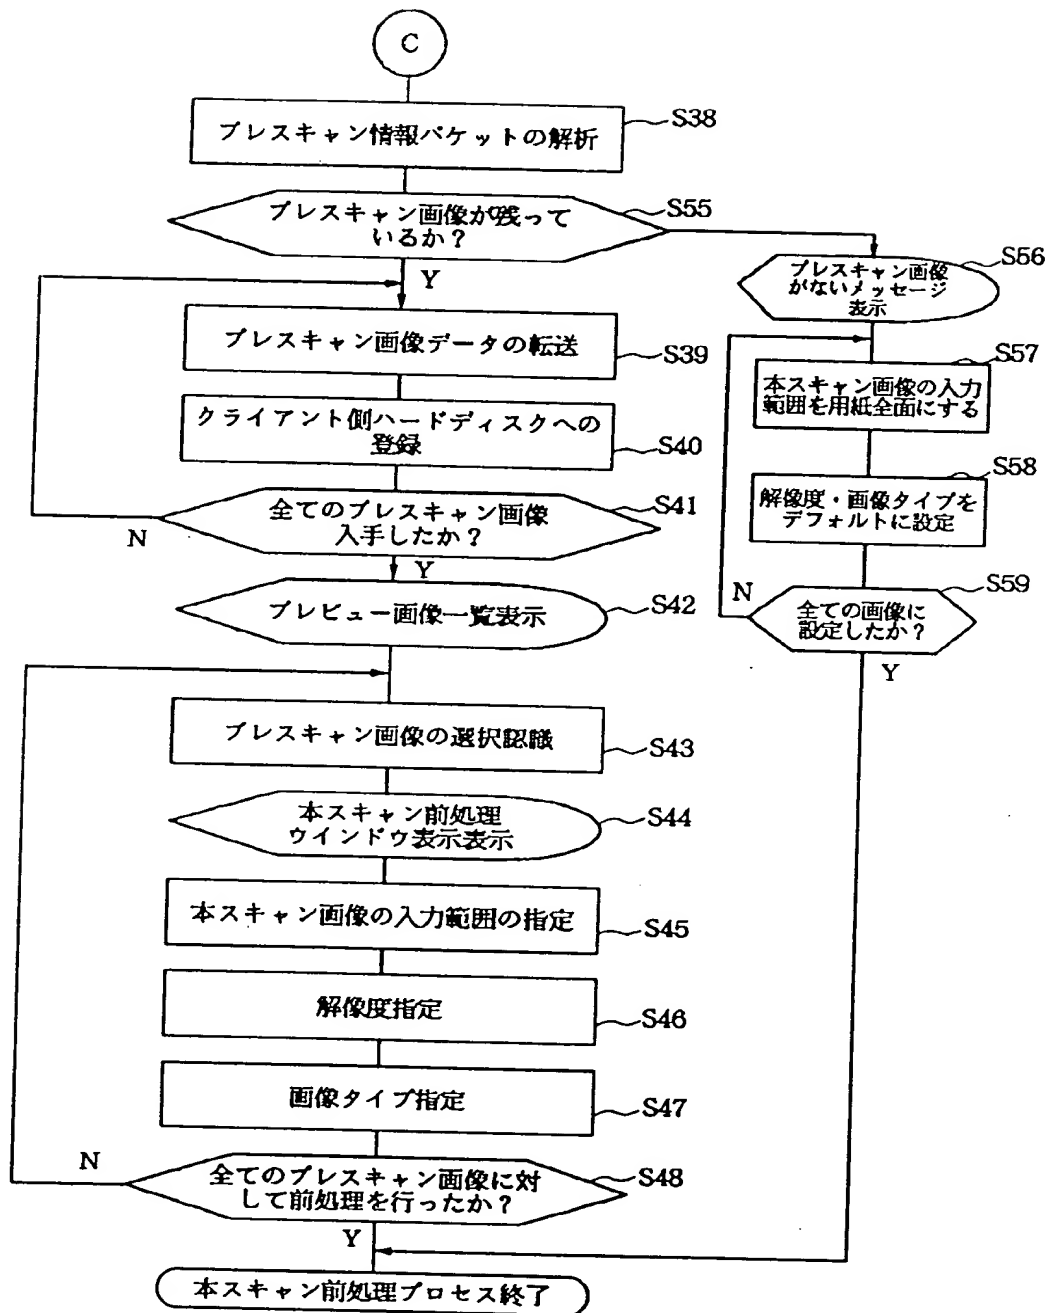 C
プレスキャン情報パケットの解析
S38
プレスキャン画像が残って
いるか？
S55
Y
プレスキャン画像
がないメッセージ
表示
S56
プレスキャン画像データの転送
S39
本スキャン画像の入力
範囲を用紙全面にする
S57
クライアント側ハードディスクへの
登録
S40
解像度・画像タイプを
デフォルトに設定
S58
全てのプレスキャン画像
入手したか？
S41
N
Y
全ての画像に
設定したか？
S59
N
Y
プレビュー画像一覧表示
S42
プレスキャン画像の選択認識
S43
本スキャン前処理
ウインドウ表示表示
S44
本スキャン画像の入力範囲の指定
S45
解像度指定
S46
画像タイプ指定
S47
全てのプレスキャン画像に対
して前処理を行ったか？
S48
N
Y
本スキャン前処理プロセス終了